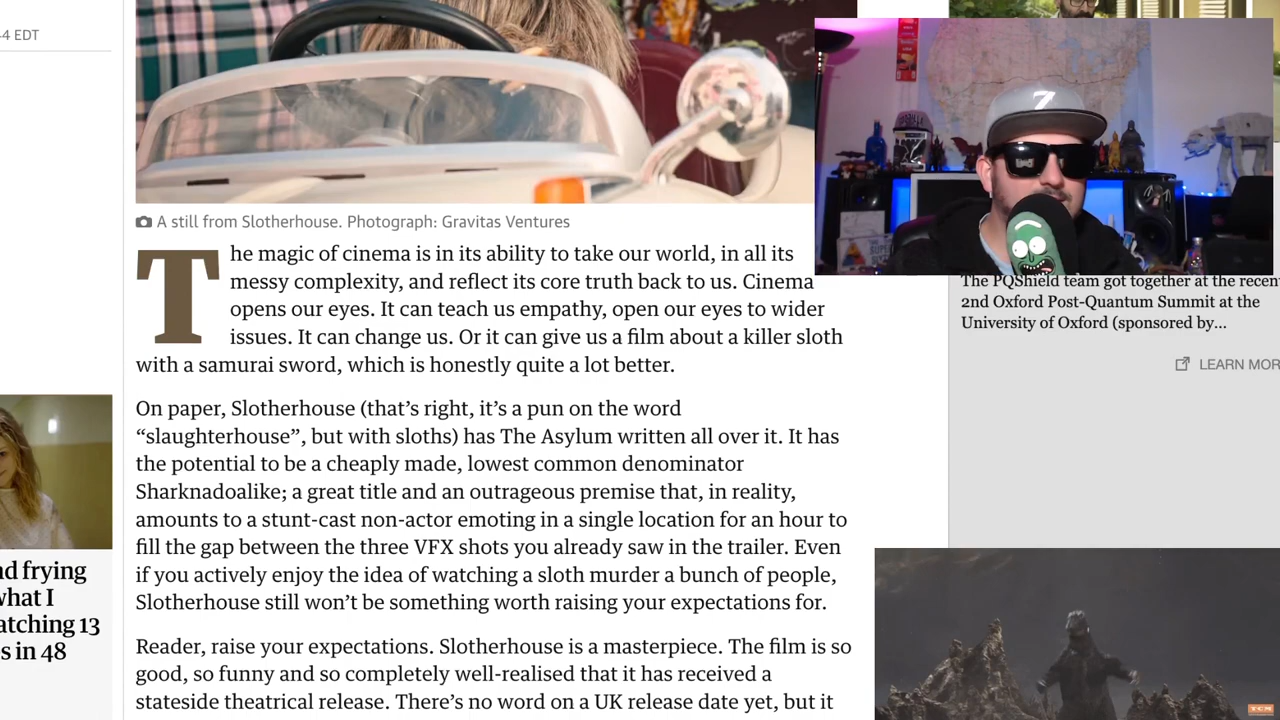 4 EDT
A still from Slotherhouse. Photograph: Gravitas Ventures
The magic of cinema is in its ability to take our world, in all its
messy complexity, and reflect its core truth back to us. Cinema
opens our eyes. It can teach us empathy, open our eyes to wider
issues. It can change us. Or it can give us a film about a killer sloth
with a samurai sword, which is honestly quite a lot better.
On paper, Slotherhouse (that’s right, it’s a pun on the word
“slaughterhouse”, but with sloths) has The Asylum written all over it. It has
the potential to be a cheaply made, lowest common denominator
Sharknadoalike; a great title and an outrageous premise that, in reality,
amounts to a stunt-cast non-actor emoting in a single location for an hour to
fill the gap between the three VFX shots you already saw in the trailer. Even
if you actively enjoy the idea of watching a sloth murder a bunch of people,
Slotherhouse still won’t be something worth raising your expectations for.
Reader, raise your expectations. Slotherhouse is a masterpiece. The film is so
good, so funny and so completely well-realised that it has received a
stateside theatrical release. There’s no word on a UK release date yet, but it
d frying
what I
atching 13
s in 48
The PQShield team got together at the recen
2nd Oxford Post-Quantum Summit at the
University of Oxford (sponsored by...
LEARN MOR
TCM